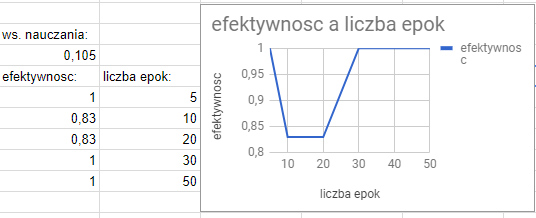 ws. nauczania:
0,105
efektywnosc: liczba epok:
1 5
0,83 10
0,83 20
1 30
1 50
efektywnosc a liczba epok
efektywnosc
1
0,95
0,9
0,85
0,8
10 20 30 40 50
liczba epok
efektywnos
c